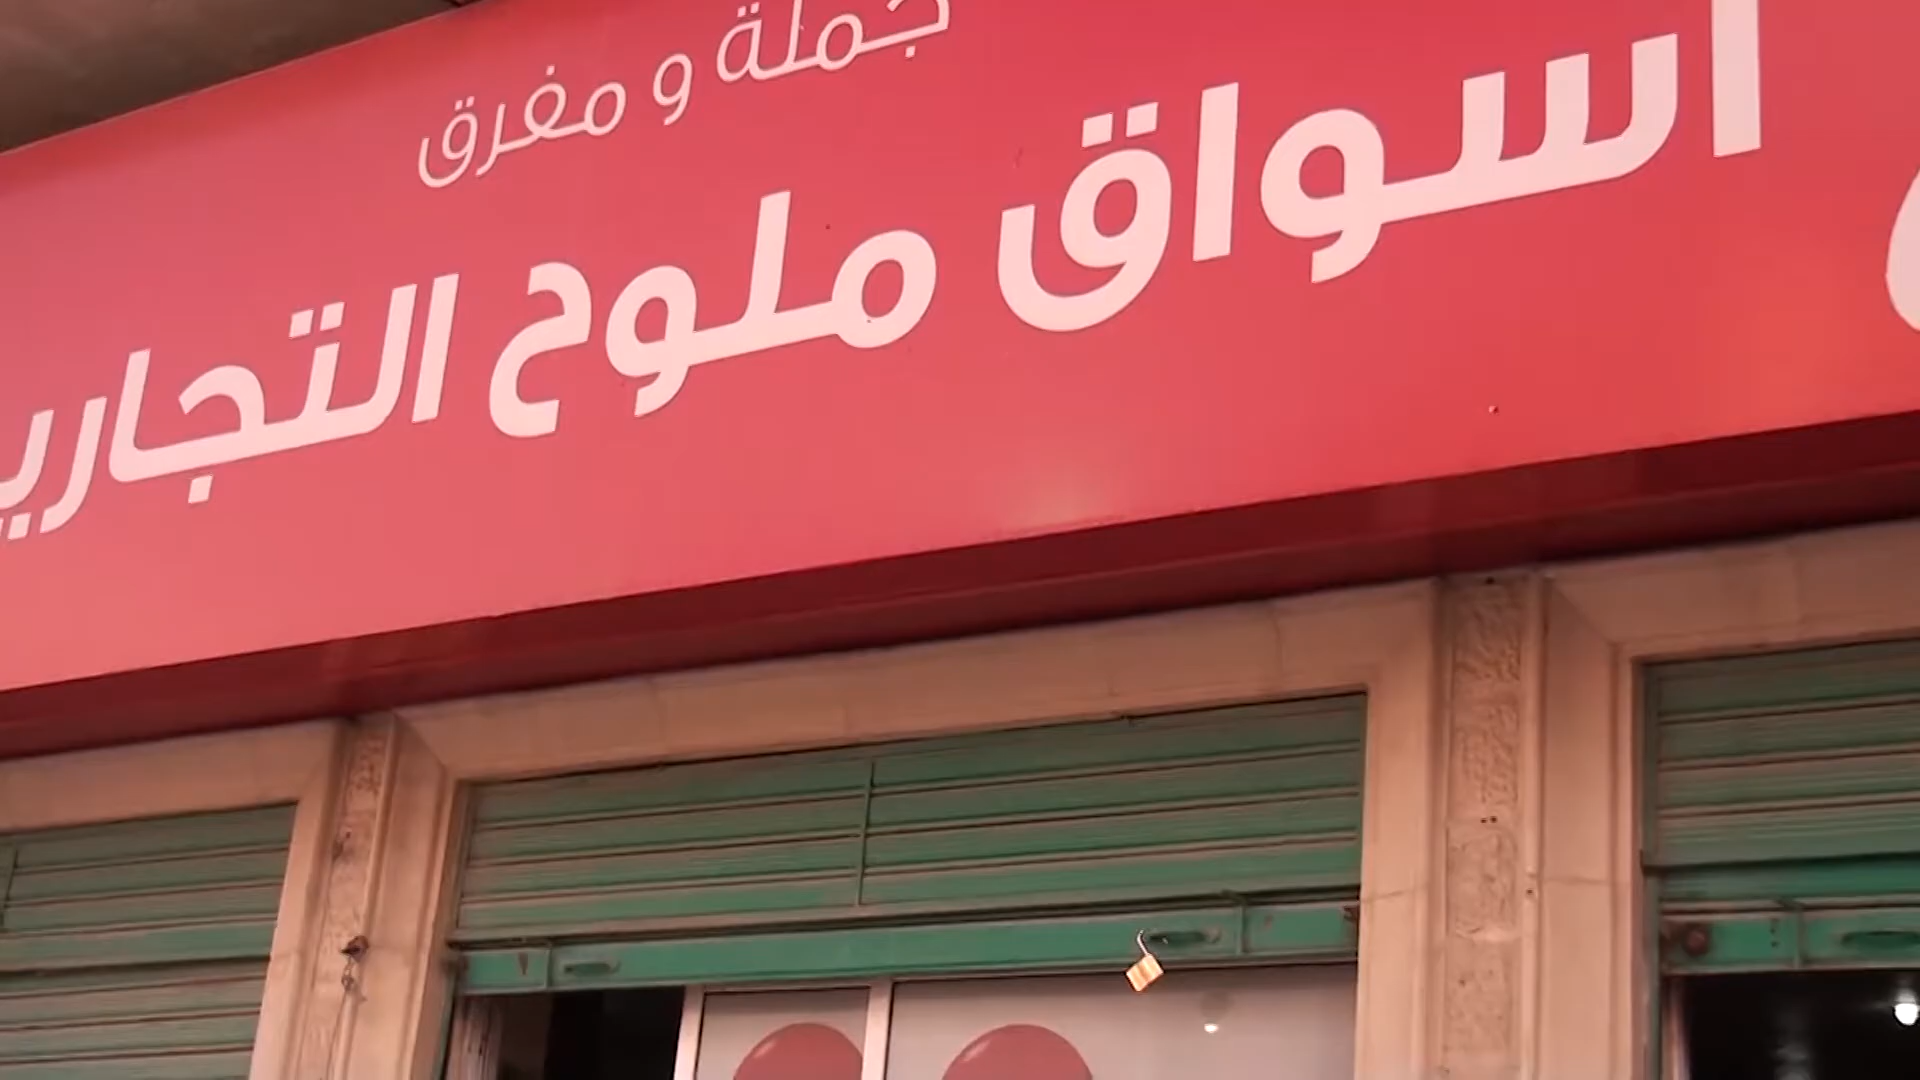 جملة و مفرق
اسواق ملوح التجاري